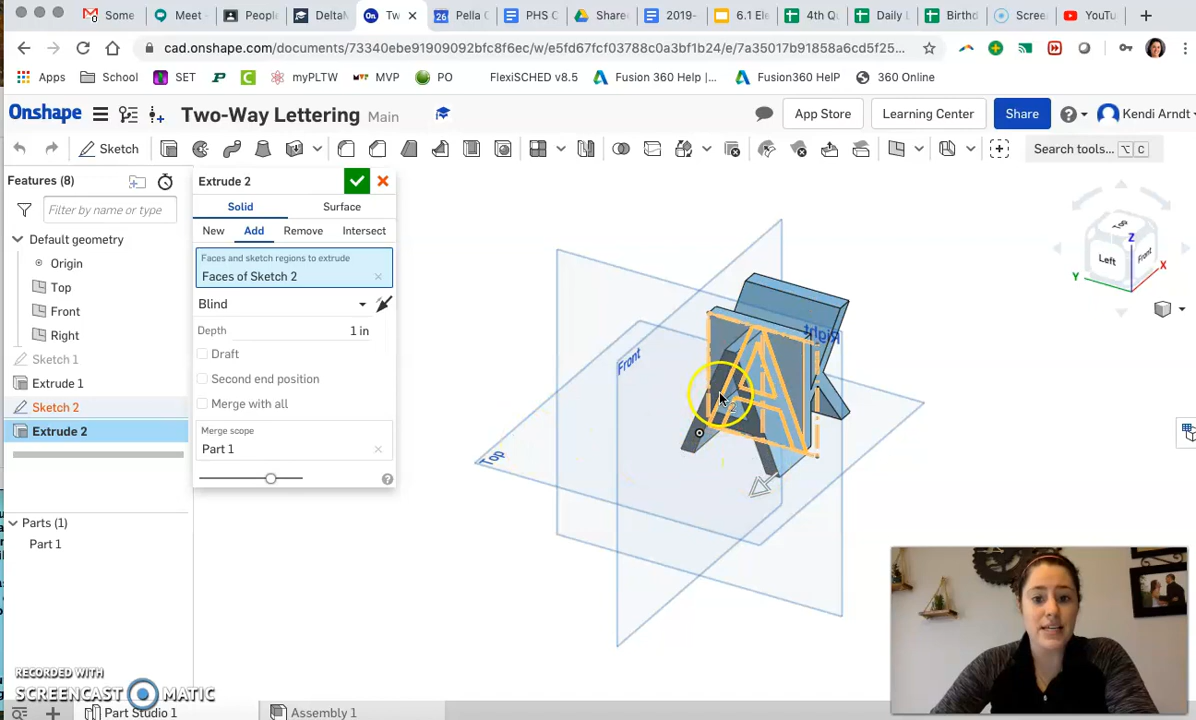 Some
Meet -
People
DeltaM
Tw
Pella C
PHS C
Share
2019-
6.1 Ele
4th Qu
Daily L
Birthd
Scree
YouTu
cad.onshape.com/documents/73340ebe91909092bfc8f6ec/w/e5fd67fcf03788c0a3bf1b24/e/7a35017b91858a6cd5f25...
Apps
School
SET
myPLTW
MVP
PO
FlexiSCHED v8.5
Fusion 360 Help |...
Fusion360 HelP
360 Online
Onshape
Two-Way Lettering Main
App Store
Learning Center
Share
Kendi Arndt
Sketch
Search tools... ⌥ C
Features (8)
Filter by name or type
Default geometry
Origin
Top
Front
Right
Sketch 1
Extrude 1
Sketch 2
Extrude 2
Parts (1)
Part 1
Extrude 2
Solid
Surface
New
Add
Remove
Intersect
Faces and sketch regions to extrude
Faces of Sketch 2
Blind
Depth 1 in
Draft
Second end position
Merge with all
Merge scope
Part 1
Front
Right
Top
A
Top
Left
Front
Z
Y
X
RECORDED WITH
SCREENCAST MATIC
Part Studio 1
Assembly 1